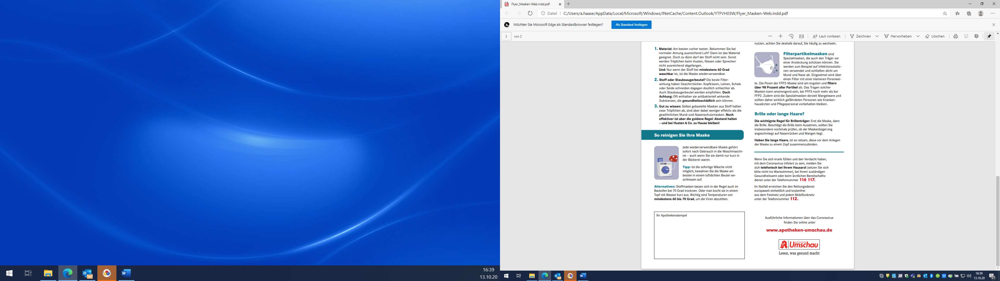 16:39
13.10.20
Flyer_Masken-Web.indd.pdf
Datei
C:/Users/a.haase/AppData/Local/Microsoft/Windows/INetCache/Content.Outlook/YTFVH03W/Flyer_Masken-Web.indd.pdf
Möchten Sie Microsoft Edge als Standardbrowser festlegen?
Als Standard festlegen
2 von 2
Laut vorlesen
Zeichnen
Hervorheben
Löschen
1. Material: Am besten vorher testen. Bekommen Sie bei
normaler Atmung ausreichend Luft? Dann ist das Material
geeignet. Doch zu dünn darf der Stoff nicht sein. Sonst
werden Tröpfchen beim Husten, Niesen oder Sprechen
nicht ausreichend abgefangen.
Und: Nur wenn der Stoff bei mindestens 60 Grad
waschbar ist, ist die Maske wiederverwendbar.
2. Stoff oder Staubsaugerbeutel? Die beste Filter-
wirkung haben Geschirrtücher. Kopfkissen, Leinen, Schals
oder Seide schneiden dagegen deutlich schlechter ab.
Auch Staubsaugerbeutel werden empfohlen. Doch
Achtung: Oft enthalten sie antibakteriell wirkende
Substanzen, die gesundheitsschädlich sein können.
3. Gut zu wissen: Selbst gebastelte Masken aus Stoff halten
zwar Tröpfchen ab, sind aber dabei weniger effektiv als die
gewöhnlichen Mund-und-Nasenschutzmasken. Noch
effektiver ist aber die goldene Regel: Abstand halten
– und bei Husten & Co. zu Hause bleiben!
So reinigen Sie Ihre Maske
Jede wiederverwendbare Maske gehört
sofort nach Gebrauch in die Waschmaschi-
ne – auch wenn Sie sie damit nur kurz in
der Bäckerei waren.
Tipp: Ist die sofortige Wäsche nicht
möglich, bewahren Sie die Maske am
besten in einem luftdichten Beutel ver-
schlossen auf.
Alternativen: Stoffmasken lassen sich in der Regel auch im
Backofen bei 70 Grad trocknen. Oder man kocht sie in einem
Topf mit Wasser kurz aus. Wichtig sind Temperaturen von
mindestens 60 bis 70 Grad, um die Viren abzutöten.
Ihr Apothekenstempel
nutzen, achten Sie deshalb darauf, Sie häufig zu wechseln.
Filterpartikelmasken sind
Spezialmasken, die auch den Träger vor
einer Ansteckung schützen können. Sie
werden zum Beispiel auf Infektionsstatio-
nen verwendet und schließen dicht um
Mund und Nase ab. Eingeatmet wird über
einen Filter mit einer kleineren Porenwei-
te. Die Poren der FFP3-Maske sind am engsten und filtern
über 98 Prozent aller Partikel ab. Das Tragen solcher
Masken kann anstrengend sein, bei FFP3 noch mehr als bei
FFP2. Zudem sind die Spezialmasken derzeit Mangelware und
sollten daher wirklich gefährdeten Personen wie Kranken-
hausärzten und Pflegepersonal vorbehalten bleiben.
Brille oder lange Haare?
Die wichtigste Regel für Brillenträger: Erst die Maske, dann
die Brille. Beschlägt die Brille beim Ausatmen, sollten Sie
insbesondere nochmals prüfen, ob der Maskenbügel eng
angeschmiegt auf Nasenrücken und Wangen liegt.
Haben Sie lange Haare, ist es ratsam, diese vor dem Anlegen
der Maske zu einem Zopf zusammenzubinden.
Wenn Sie sich krank fühlen und den Verdacht haben,
mit dem Coronavirus infiziert zu sein, melden Sie
sich telefonisch bei Ihrem Hausarzt (setzen Sie sich
bitte nicht ins Wartezimmer), bei Ihrem zuständigen
Gesundheitsamt oder beim ärztlichen Bereitschafts-
dienst unter der Telefonnummer 116 117.
Im Notfall erreichen Sie den Rettungsdienst
europaweit einheitlich und kostenfrei
aus dem Festnetz und jedem Mobilfunknetz
unter der Telefonnummer 112.
Ausführliche Informationen über das Coronavirus
finden Sie online unter
www.apotheken-umschau.de
APOTHEKEN
Umschau
Lesen, was gesund macht
16:39
13.10.20
21